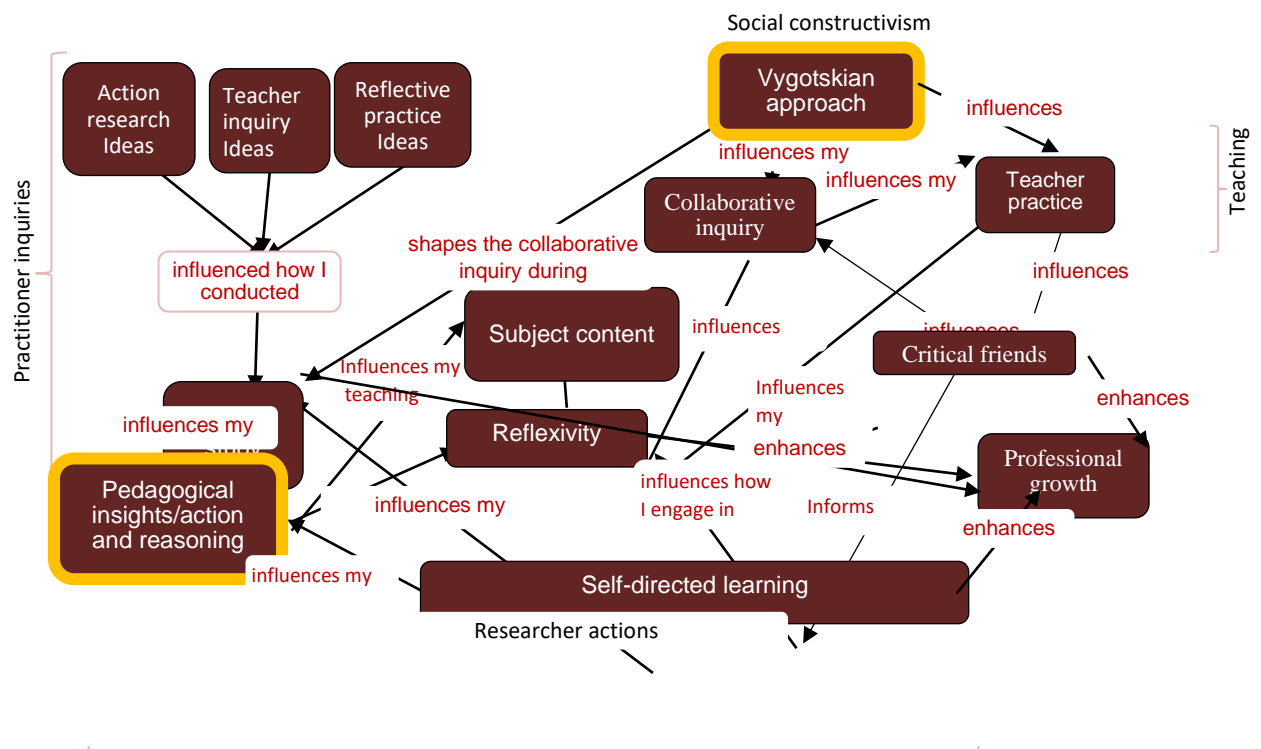 Social constructivism
Vygotskian
approach
Action
research
Ideas
Teacher
inquiry
Ideas
Reflective
practice
Ideas
influences
influences my
influences my
Teaching
Teacher
practice
Collaborative
inquiry
Practitioner inquiries
shapes the collaborative
inquiry during
influenced how I
conducted
influences
influences
influences
Subject content
Critical friends
Influences my
teaching
Influences
my
enhances
influences my
Reflexivity
enhances
Professional
growth
influences how
I engage in
Pedagogical
insights/action
and reasoning
influences my
Informs
enhances
influences my
Self-directed learning
Researcher actions